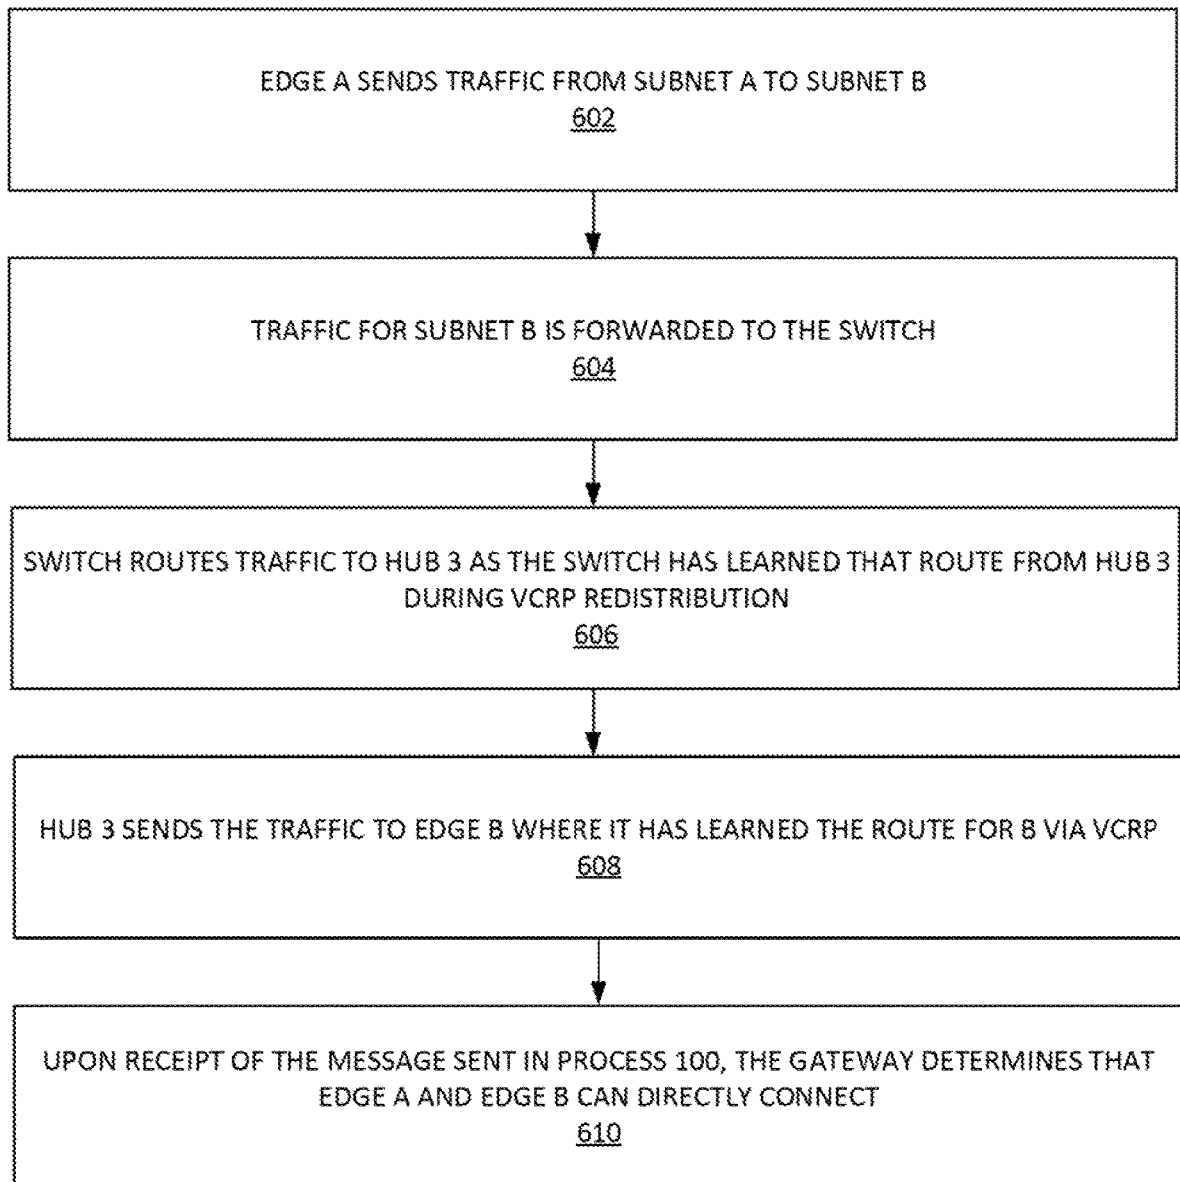 EDGE A SENDS TRAFFIC FROM SUBNET A TO SUBNET B
602
TRAFFIC FOR SUBNET B IS FORWARDED TO THE SWITCH
604
SWITCH ROUTES TRAFFIC TO HUB 3 AS THE SWITCH HAS LEARNED THAT ROUTE FROM HUB 3
DURING VCRP REDISTRIBUTION
606
HUB 3 SENDS THE TRAFFIC TO EDGE B WHERE IT HAS LEARNED THE ROUTE FOR B VIA VCRP
608
UPON RECEIPT OF THE MESSAGE SENT IN PROCESS 100, THE GATEWAY DETERMINES THAT
EDGE A AND EDGE B CAN DIRECTLY CONNECT
610